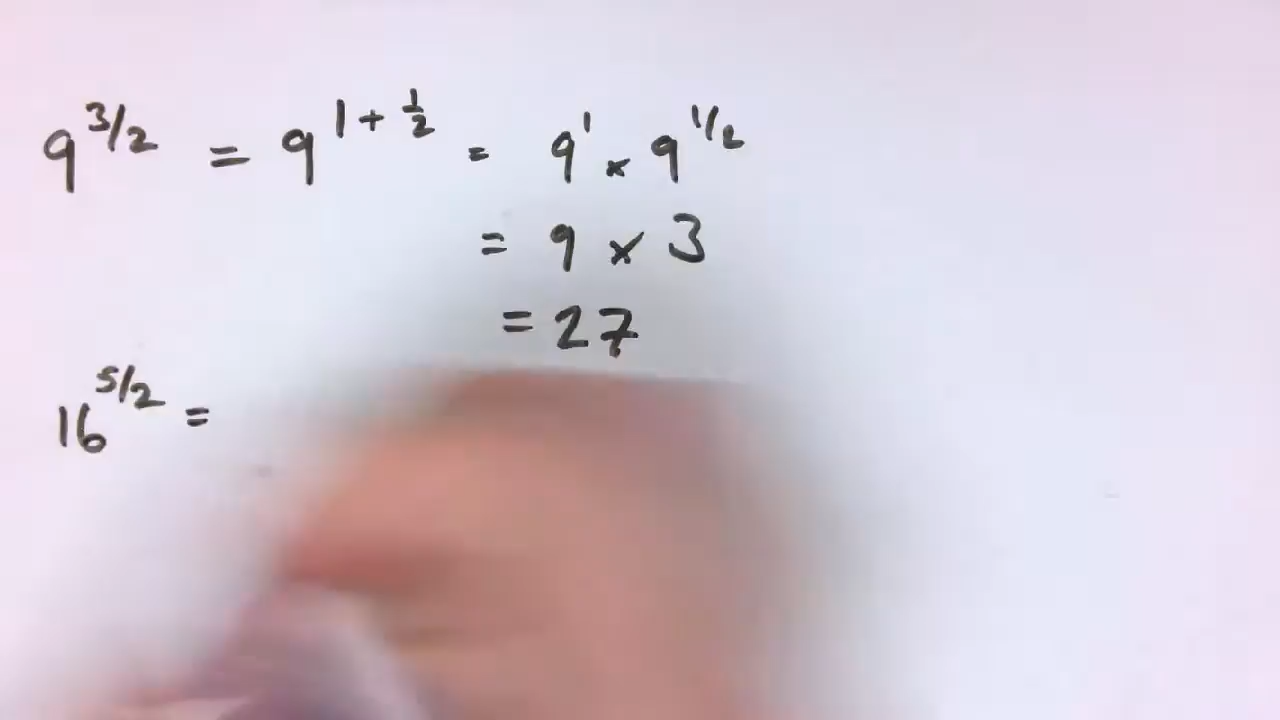 9^{3/2} = 9^{1 + 1/2} = 9^1 × 9^{1/2}
= 9 × 3
= 27
16^{5/2} =